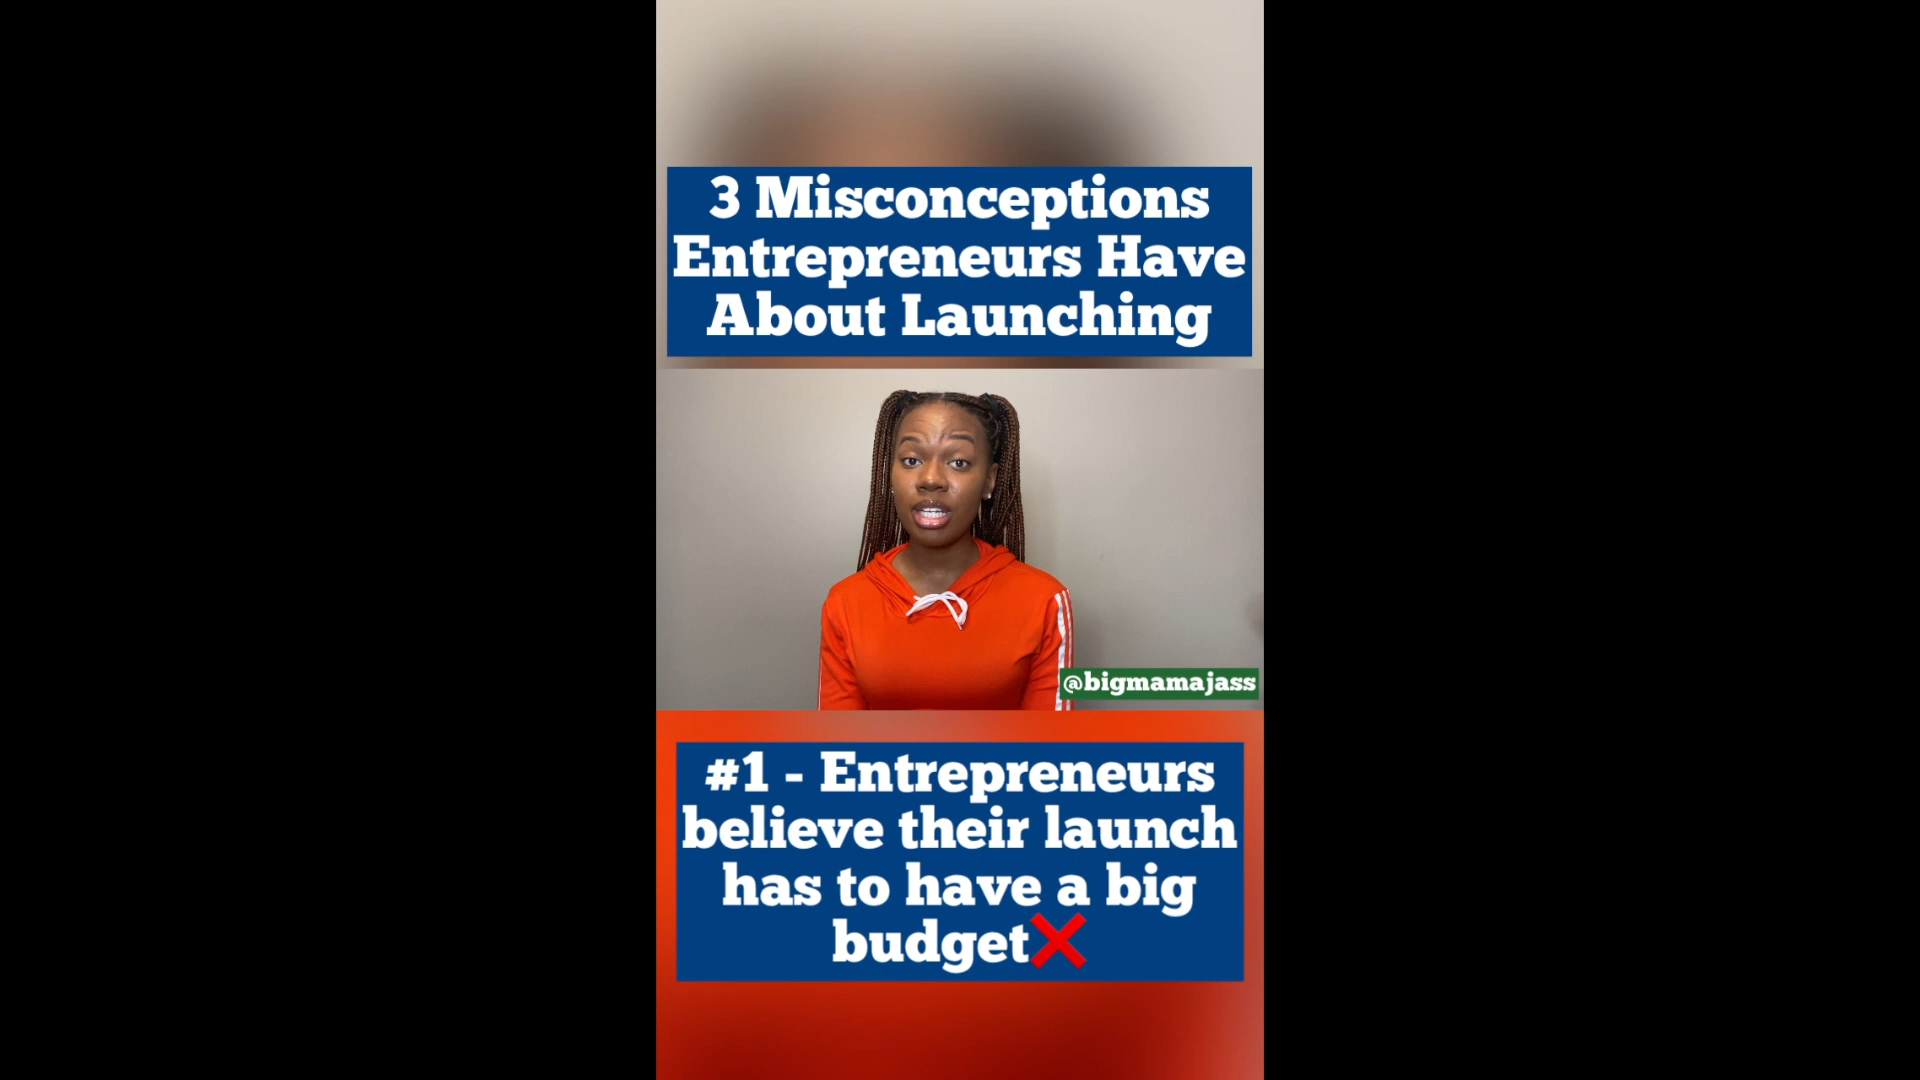 3 Misconceptions
Entrepreneurs Have
About Launching
@bigmamajass
#1 - Entrepreneurs
believe their launch
has to have a big
budget❌